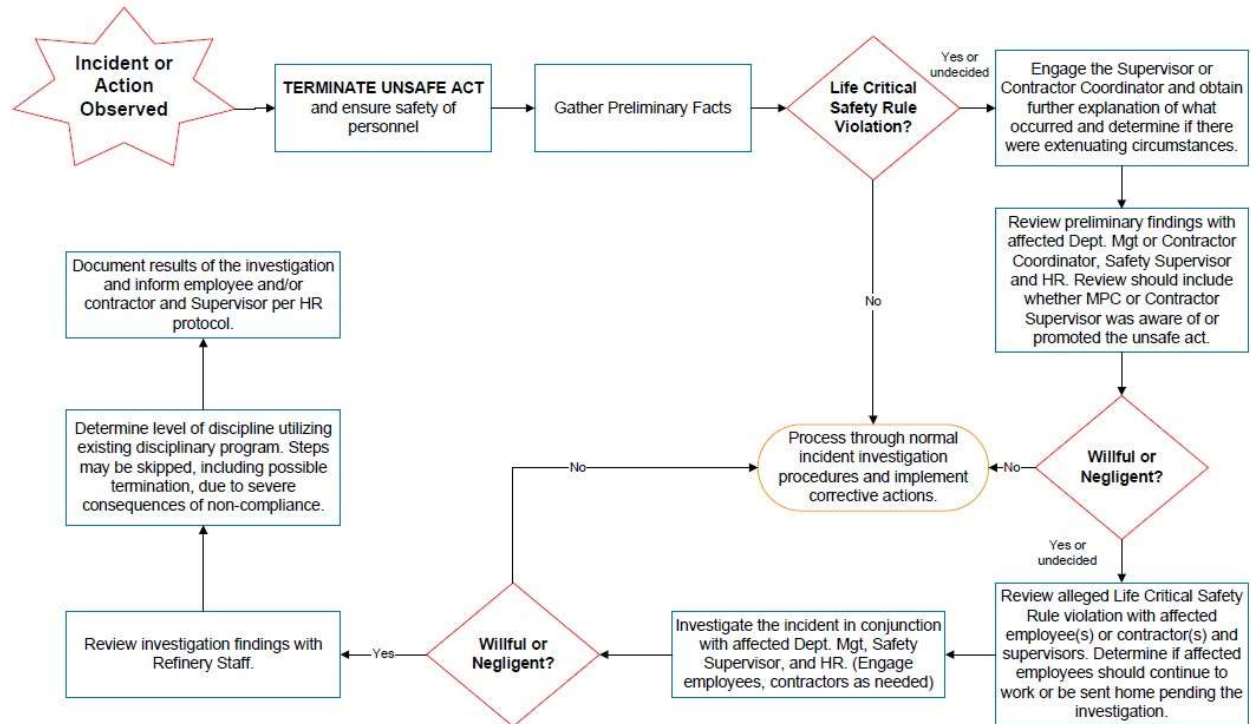 Incident or
Action
Observed
TERMINATE UNSAFE ACT
and ensure safety of
personnel
Gather Preliminary Facts
Life Critical
Safety Rule
Violation?
Yes or
undecided
Engage the Supervisor or
Contractor Coordinator and obtain
further explanation of what
occurred and determine if there
were extenuating circumstances.
No
Review preliminary findings with
affected Dept. Mgt or Contractor
Coordinator, Safety Supervisor
and HR. Review should include
whether MPC or Contractor
Supervisor was aware of or
promoted the unsafe act.
Willful or
Negligent?
No
Process through normal
incident investigation
procedures and implement
corrective actions.
Yes or
undecided
Review alleged Life Critical Safety
Rule violation with affected
employee(s) or contractor(s) and
supervisors. Determine if affected
employees should continue to
work or be sent home pending the
investigation.
Investigate the incident in conjunction
with affected Dept. Mgt, Safety
Supervisor, and HR. (Engage
employees, contractors as needed)
Willful or
Negligent?
No
Yes
Review investigation findings with
Refinery Staff.
Determine level of discipline utilizing
existing disciplinary program. Steps
may be skipped, including possible
termination, due to severe
consequences of non-compliance.
Document results of the investigation
and inform employee and/or
contractor and Supervisor per HR
protocol.